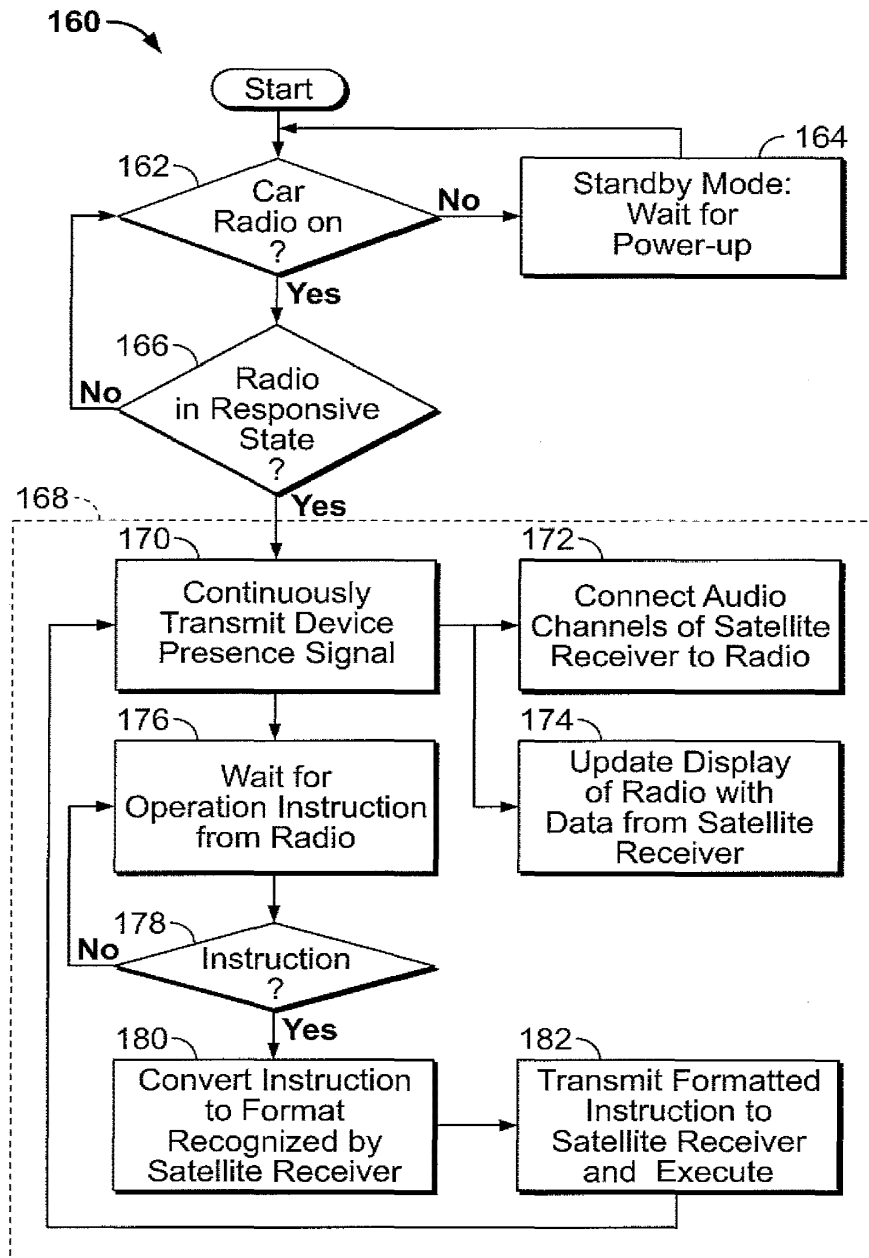 160
Start
162
Car
Radio on
?
No
164
Standby Mode:
Wait for
Power-up
Yes
166
Radio
in Responsive
State
?
No
Yes
168
170
Continuously
Transmit Device
Presence Signal
172
Connect Audio
Channels of Satellite
Receiver to Radio
176
Wait for
Operation Instruction
from Radio
174
Update Display
of Radio with
Data from Satellite
Receiver
178
No
Instruction
?
Yes
180
Convert Instruction
to Format
Recognized by
Satellite Receiver
182
Transmit Formatted
Instruction to
Satellite Receiver
and Execute